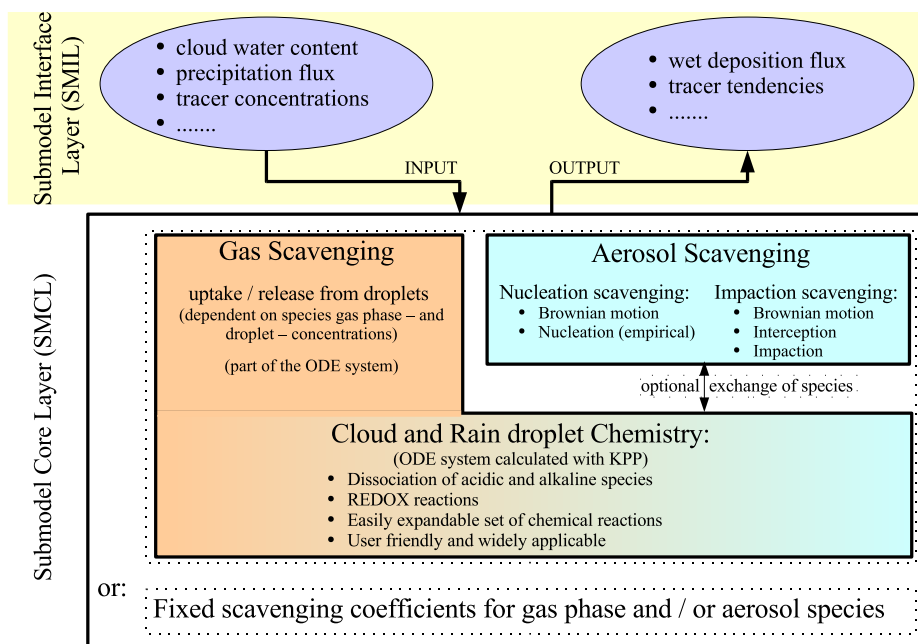 Submodel Interface
Layer (SMIL)
• cloud water content
• precipitation flux
• tracer concentrations
• .......
• wet deposition flux
• tracer tendencies
• .......
INPUT
OUTPUT
Submodel Core Layer (SMCL)
Gas Scavenging
uptake / release from droplets
(dependent on species gas phase – and
droplet – concentrations)
(part of the ODE system)
Aerosol Scavenging
Nucleation scavenging:
• Brownian motion
• Nucleation (empirical)
Impaction scavenging:
• Brownian motion
• Interception
• Impaction
optional exchange of species
Cloud and Rain droplet Chemistry:
(ODE system calculated with KPP)
• Dissociation of acidic and alkaline species
• REDOX reactions
• Easily expandable set of chemical reactions
• User friendly and widely applicable
or:
Fixed scavenging coefficients for gas phase and / or aerosol species